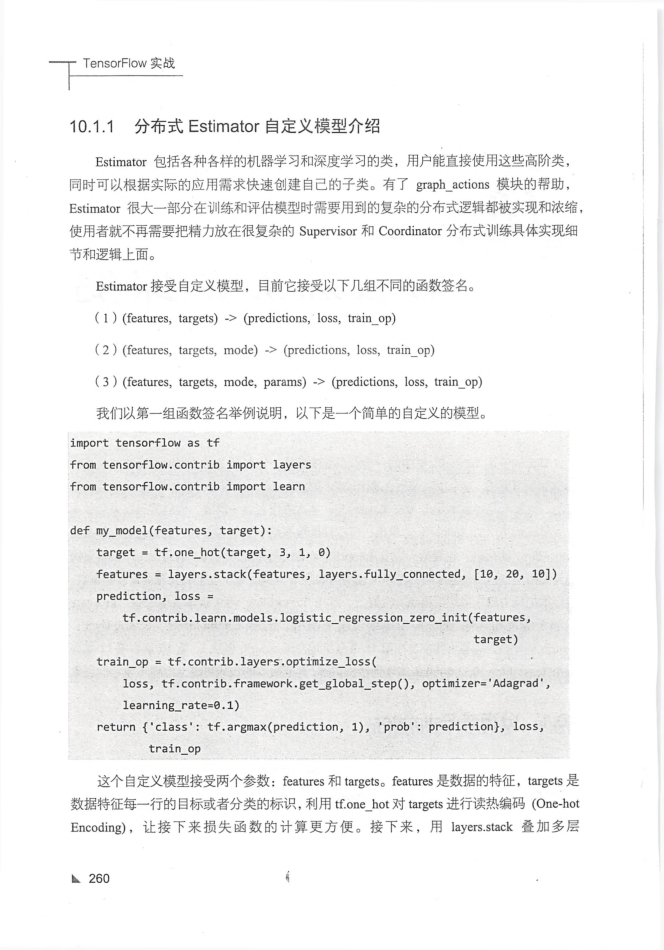 TensorFlow 实战
10.1.1 分布式 Estimator 自定义模型介绍
Estimator 包括各种各样的机器学习和深度学习的类，用户能直接使用这些高阶类，
同时可以根据实际的应用需求快速创建自己的子类。有了 graph_actions 模块的帮助，
Estimator 很大一部分在训练和评估模型时需要用到的复杂的分布式逻辑都被实现和浓缩，
使用者就不再需要把精力放在很复杂的 Supervisor 和 Coordinator 分布式训练具体实现细
节和逻辑上面。
Estimator 接受自定义模型，目前它接受以下几组不同的函数签名。
（1）(features, targets) -> (predictions, loss, train_op)
（2）(features, targets, mode) -> (predictions, loss, train_op)
（3）(features, targets, mode, params) -> (predictions, loss, train_op)
我们以第一组函数签名举例说明，以下是一个简单的自定义的模型。
import tensorflow as tf
from tensorflow.contrib import layers
from tensorflow.contrib import learn
def my_model(features, target):
target = tf.one_hot(target, 3, 1, 0)
features = layers.stack(features, layers.fully_connected, [10, 20, 10])
prediction, loss =
tf.contrib.learn.models.logistic_regression_zero_init(features,
target)
train_op = tf.contrib.layers.optimize_loss(
loss, tf.contrib.framework.get_global_step(), optimizer='Adagrad',
learning_rate=0.1)
return {'class': tf.argmax(prediction, 1), 'prob': prediction}, loss,
train_op
这个自定义模型接受两个参数：features 和 targets。features 是数据的特征，targets 是
数据特征每一行的目标或者分类的标识，利用 tf.one_hot 对 targets 进行读热编码 (One-hot
Encoding)，让接下来损失函数的计算更方便。接下来，用 layers.stack 叠加多层
260